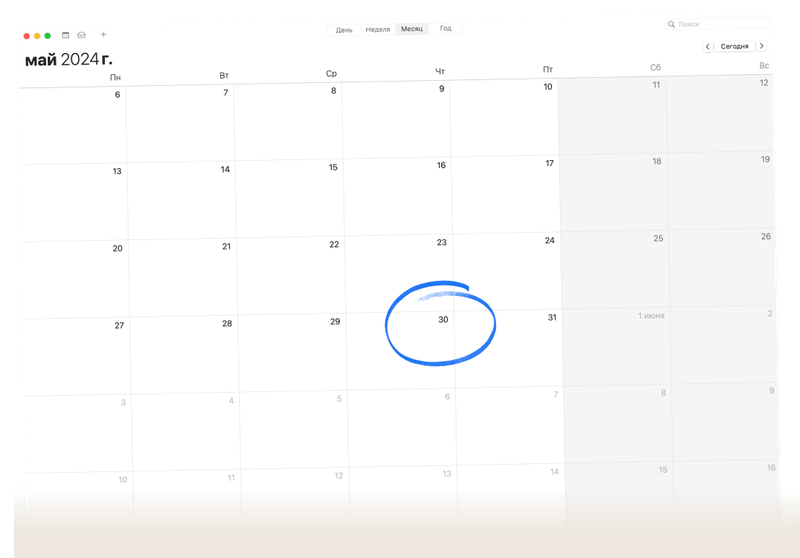 День Неделя Месяц Год
Поиск
май 2024 г.
Сегодня
Пн Вт Ср Чт Пт Сб Вс
6 7 8 9 10 11 12
13 14 15 16 17 18 19
20 21 22 23 24 25 26
27 28 29 30 31 1 июня 2
3 4 5 6 7 8 9
10 11 12 13 14 15 16